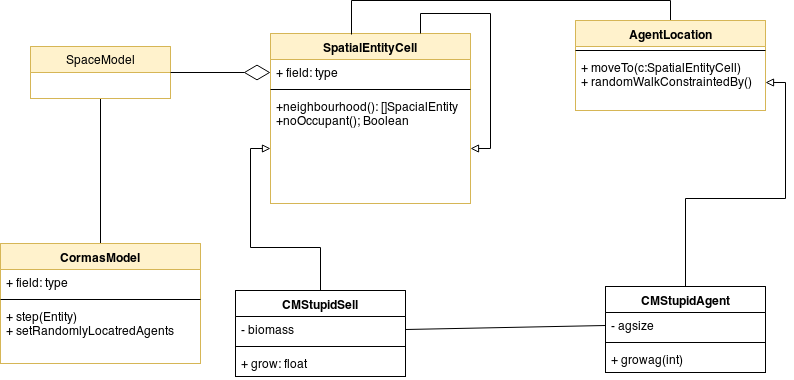 SpaceModel
SpatialEntityCell
+ field: type
+neighbourhood(): []SpacialEntity
+noOccupant(); Boolean
AgentLocation
+ moveTo(c:SpatialEntityCell)
+ randomWalkConstraintedBy()
CormasModel
+ field: type
+ step(Entity)
+ setRandomlyLocatredAgents
CMStupidSell
- biomass
+ grow: float
CMStupidAgent
- agsize
+ growag(int)